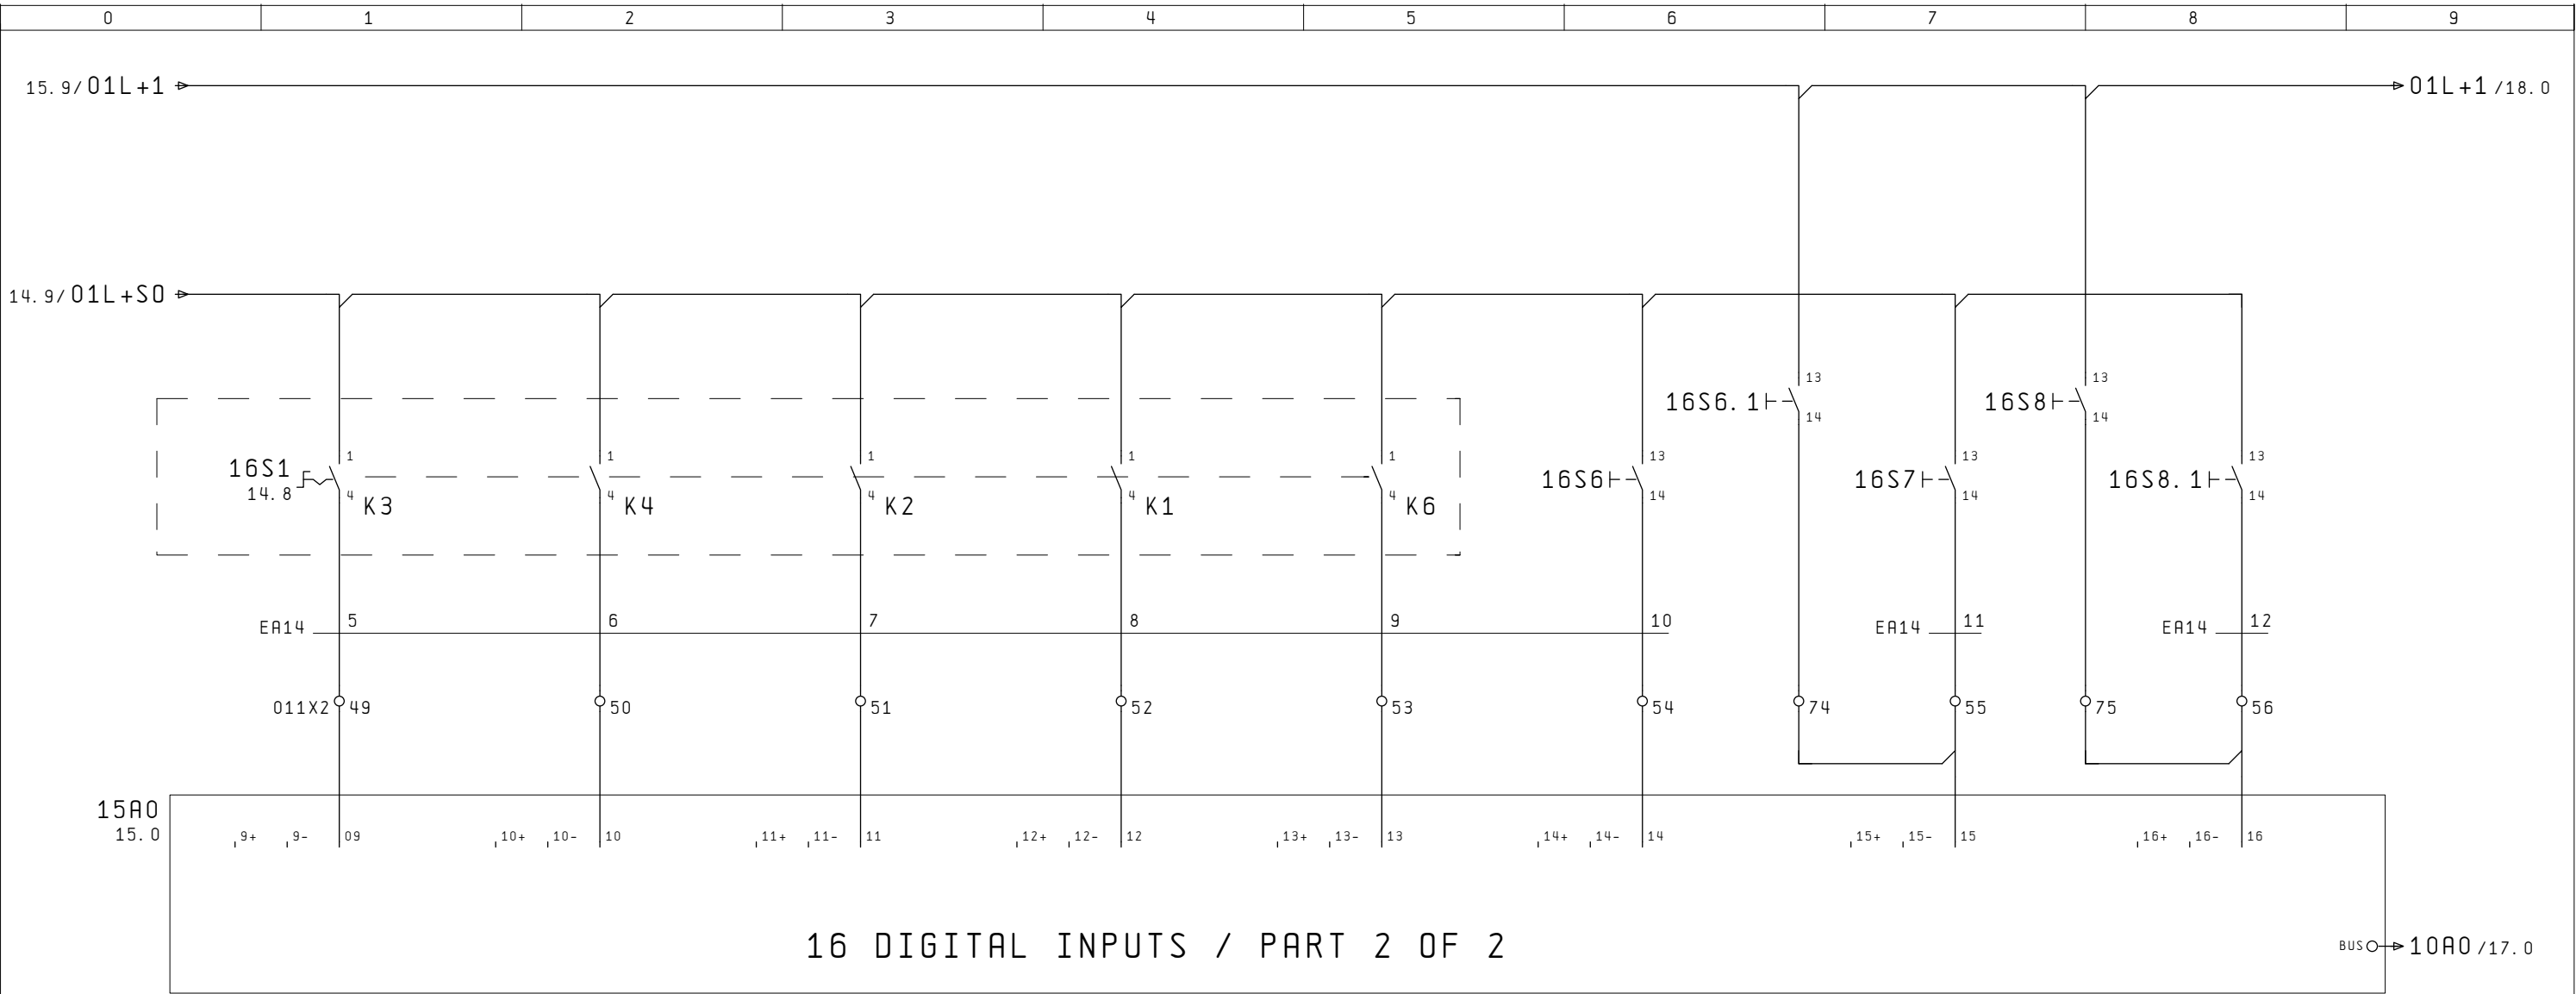 0 1 2 3 4 5 6 7 8 9
15.9/01L+1 01L+1/18.0
14.9/01L+S0
13 13
16S6.1 16S8
14 14
1 1 1 1 1 13 13 13
16S1 16S6 16S7 16S8.1
14.8 4 4 4 4 4 14 14 14
K3 K4 K2 K1 K6
EA14 5 6 7 8 9 10 EA14 11 EA14 12
011X2 49 50 51 52 53 54 74 55 75 56
15A0
15.0 9+ 9- 09 10+ 10- 10 11+ 11- 11 12+ 12- 12 13+ 13- 13 14+ 14- 14 15+ 15- 15 16+ 16- 16
16 DIGITAL INPUTS / PART 2 OF 2
BUS 10A0/17.0